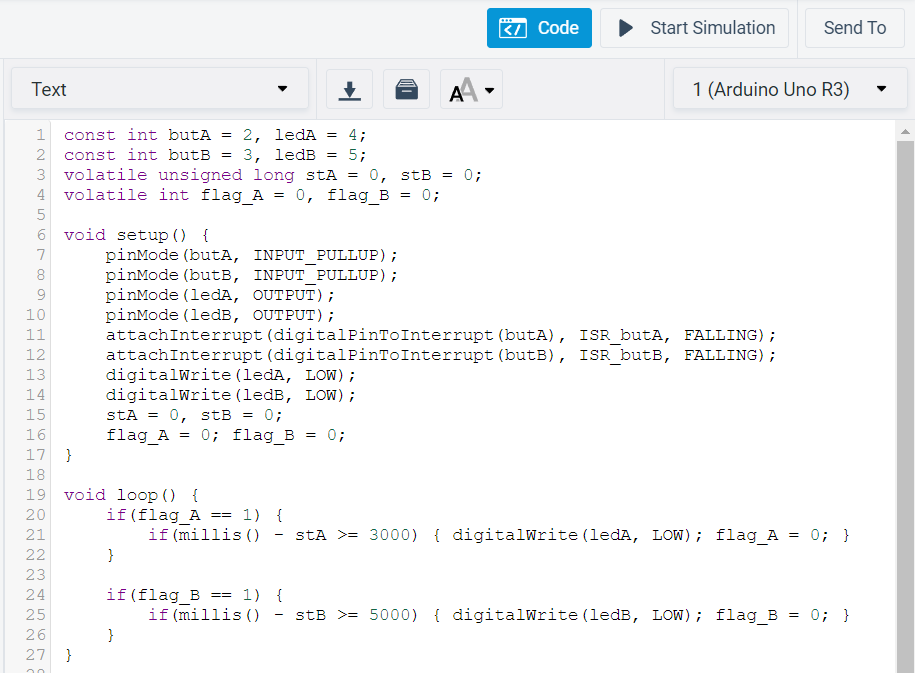 Code
Start Simulation
Send To
Text
AA
1 (Arduino Uno R3)
1 const int butA = 2, ledA = 4;
2 const int butB = 3, ledB = 5;
3 volatile unsigned long stA = 0, stB = 0;
4 volatile int flag_A = 0, flag_B = 0;
5
6 void setup() {
7     pinMode(butA, INPUT_PULLUP);
8     pinMode(butB, INPUT_PULLUP);
9     pinMode(ledA, OUTPUT);
10     pinMode(ledB, OUTPUT);
11     attachInterrupt(digitalPinToInterrupt(butA), ISR_butA, FALLING);
12     attachInterrupt(digitalPinToInterrupt(butB), ISR_butB, FALLING);
13     digitalWrite(ledA, LOW);
14     digitalWrite(ledB, LOW);
15     stA = 0, stB = 0;
16     flag_A = 0; flag_B = 0;
17 }
18
19 void loop() {
20     if(flag_A == 1) {
21         if(millis() - stA >= 3000) { digitalWrite(ledA, LOW); flag_A = 0; }
22     }
23
24     if(flag_B == 1) {
25         if(millis() - stB >= 5000) { digitalWrite(ledB, LOW); flag_B = 0; }
26     }
27 }